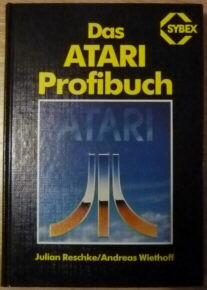 Das
ATARI
Profibuch
SYBEX
ATARI
Julian Reschke/Andreas Wiethoff